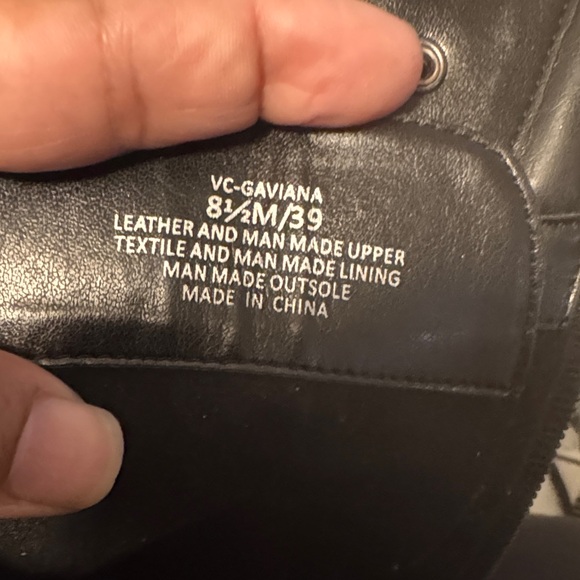 VC-GAVIANA
8½M/39
LEATHER AND MAN MADE UPPER
TEXTILE AND MAN MADE LINING
MAN MADE OUTSOLE
MADE IN CHINA